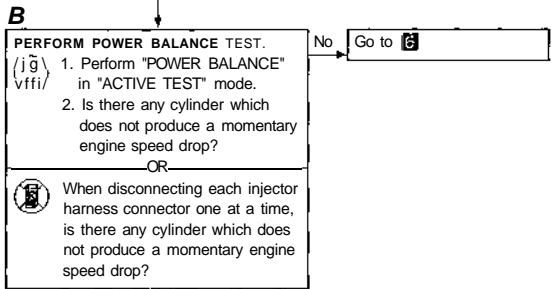 B
PERFORM POWER BALANCE TEST.
1. Perform "POWER BALANCE"
in "ACTIVE TEST" mode.
2. Is there any cylinder which
does not produce a momentary
engine speed drop?
OR
When disconnecting each injector
harness connector one at a time,
is there any cylinder which does
not produce a momentary engine
speed drop?
No
Go to